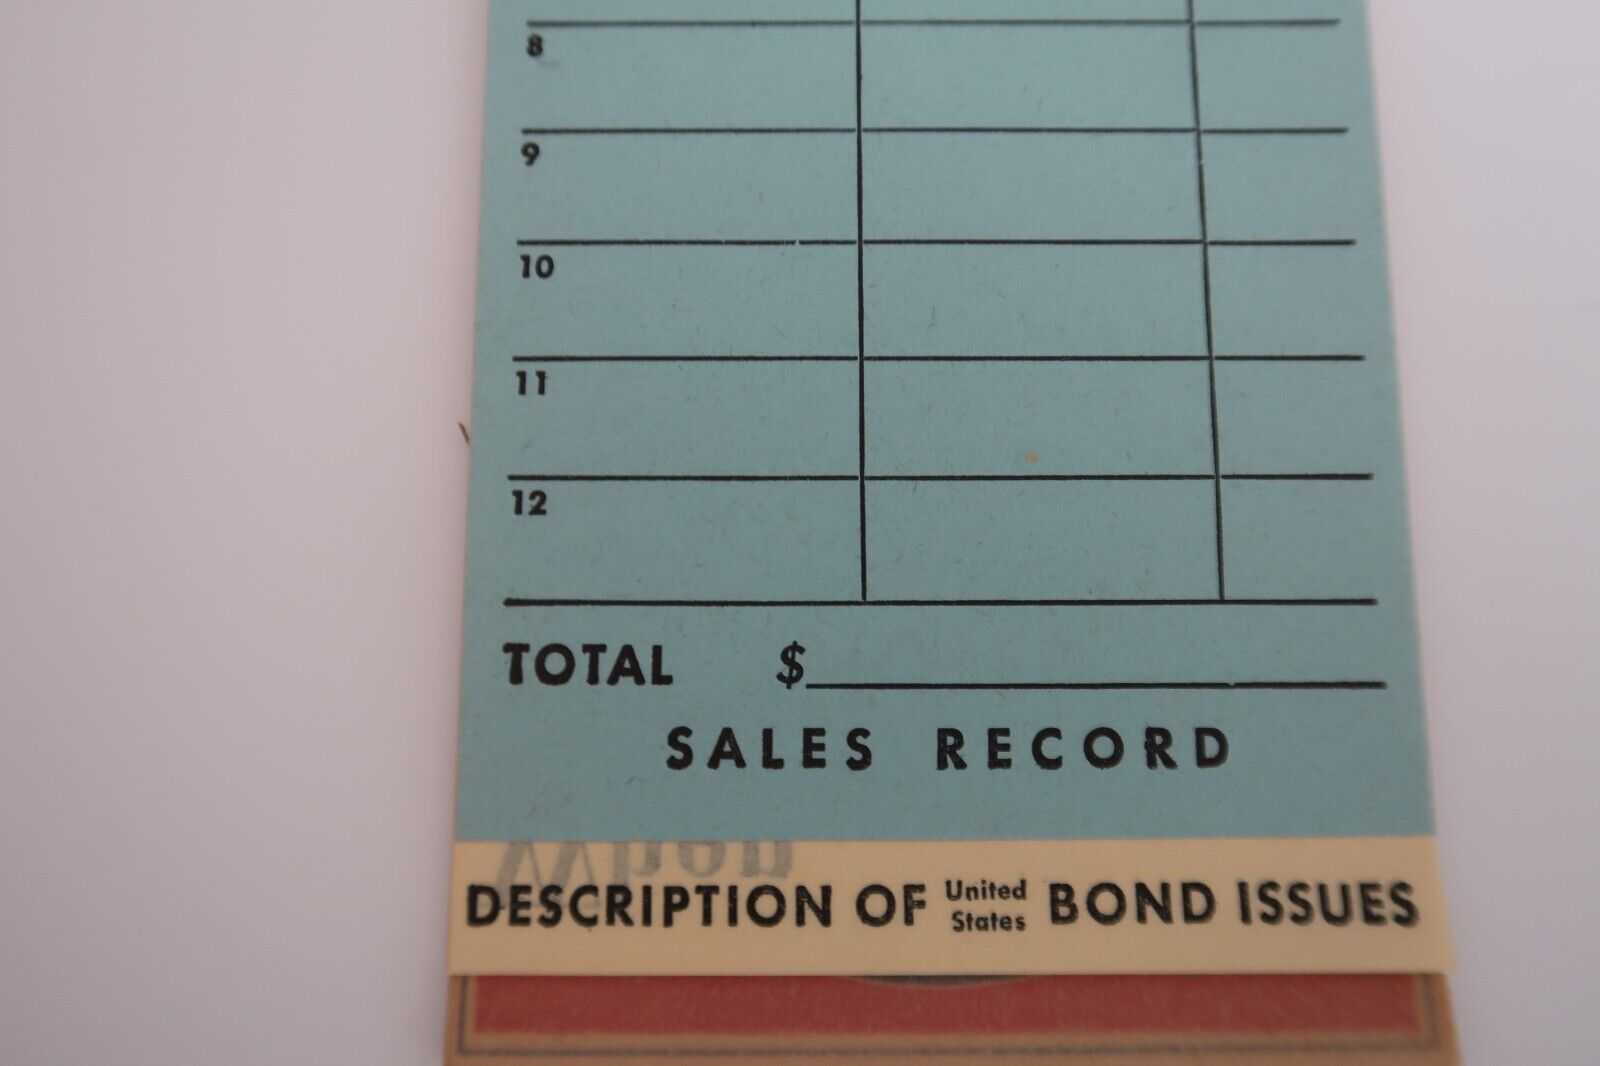 8
9
10
11
12
TOTAL $
SALES RECORD
DESCRIPTION OF United States BOND ISSUES